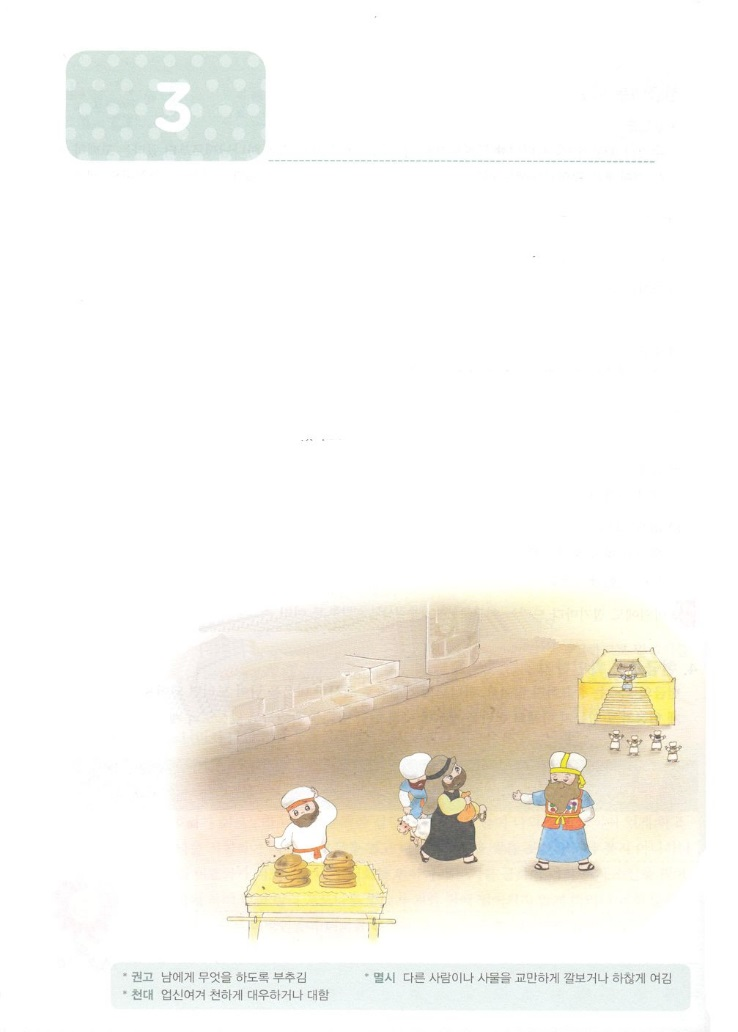 3
* 권고 남에게 무엇을 하도록 부추김 * 멸시 다른 사람이나 사물을 교만하게 깔보거나 하찮게 여김
* 천대 업신여겨 천하게 대우하거나 대함